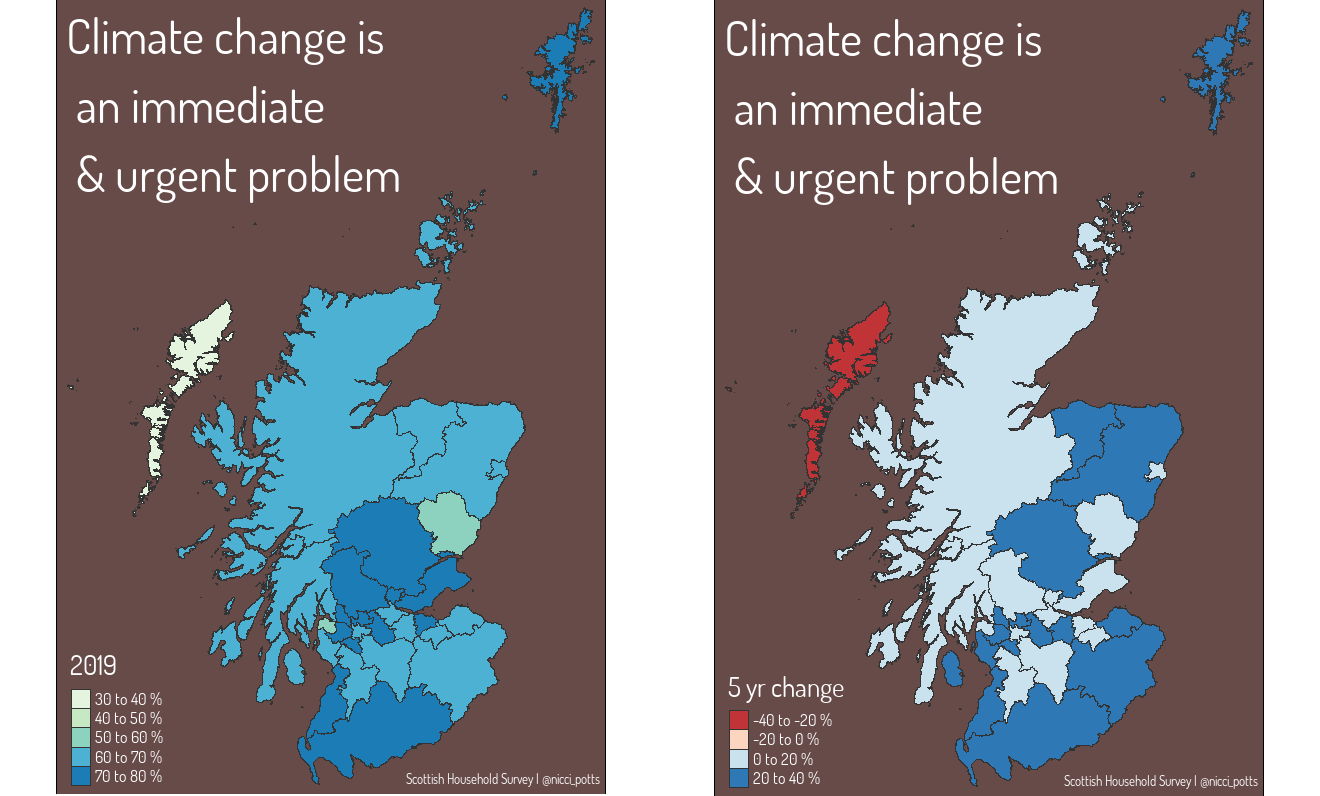 Climate change is
an immediate
& urgent problem
2019
30 to 40 %
40 to 50 %
50 to 60 %
60 to 70 %
70 to 80 %
Scottish Household Survey | @nicci_potts
Climate change is
an immediate
& urgent problem
5 yr change
-40 to -20 %
-20 to 0 %
0 to 20 %
20 to 40 %
Scottish Household Survey | @nicci_potts